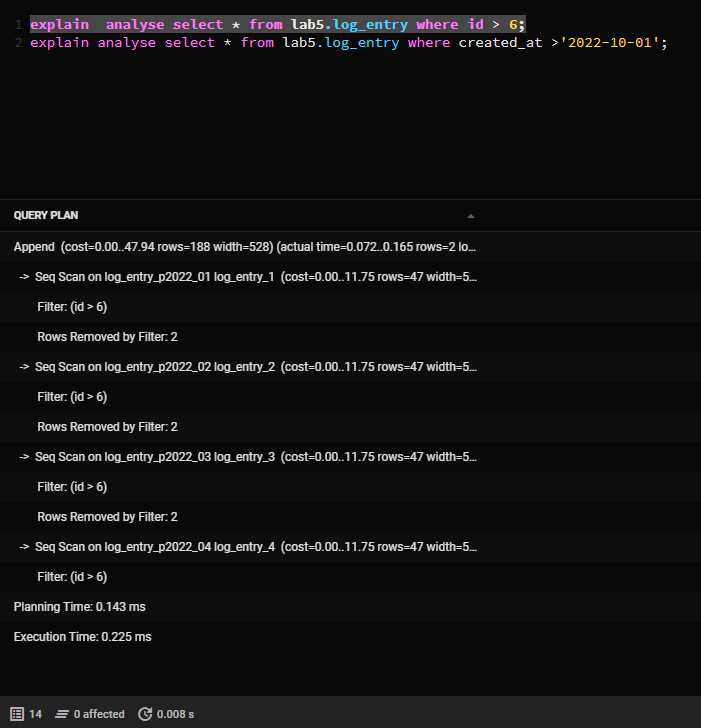 1 explain  analyse select * from lab5.log_entry where id > 6;
2 explain analyse select * from lab5.log_entry where created_at >'2022-10-01';
QUERY PLAN
Append  (cost=0.00..47.94 rows=188 width=528) (actual time=0.072..0.165 rows=2 lo...
->  Seq Scan on log_entry_p2022_01 log_entry_1  (cost=0.00..11.75 rows=47 width=5...
Filter: (id > 6)
Rows Removed by Filter: 2
->  Seq Scan on log_entry_p2022_02 log_entry_2  (cost=0.00..11.75 rows=47 width=5...
Filter: (id > 6)
Rows Removed by Filter: 2
->  Seq Scan on log_entry_p2022_03 log_entry_3  (cost=0.00..11.75 rows=47 width=5...
Filter: (id > 6)
Rows Removed by Filter: 2
->  Seq Scan on log_entry_p2022_04 log_entry_4  (cost=0.00..11.75 rows=47 width=5...
Filter: (id > 6)
Planning Time: 0.143 ms
Execution Time: 0.225 ms
14 0 affected 0.008 s